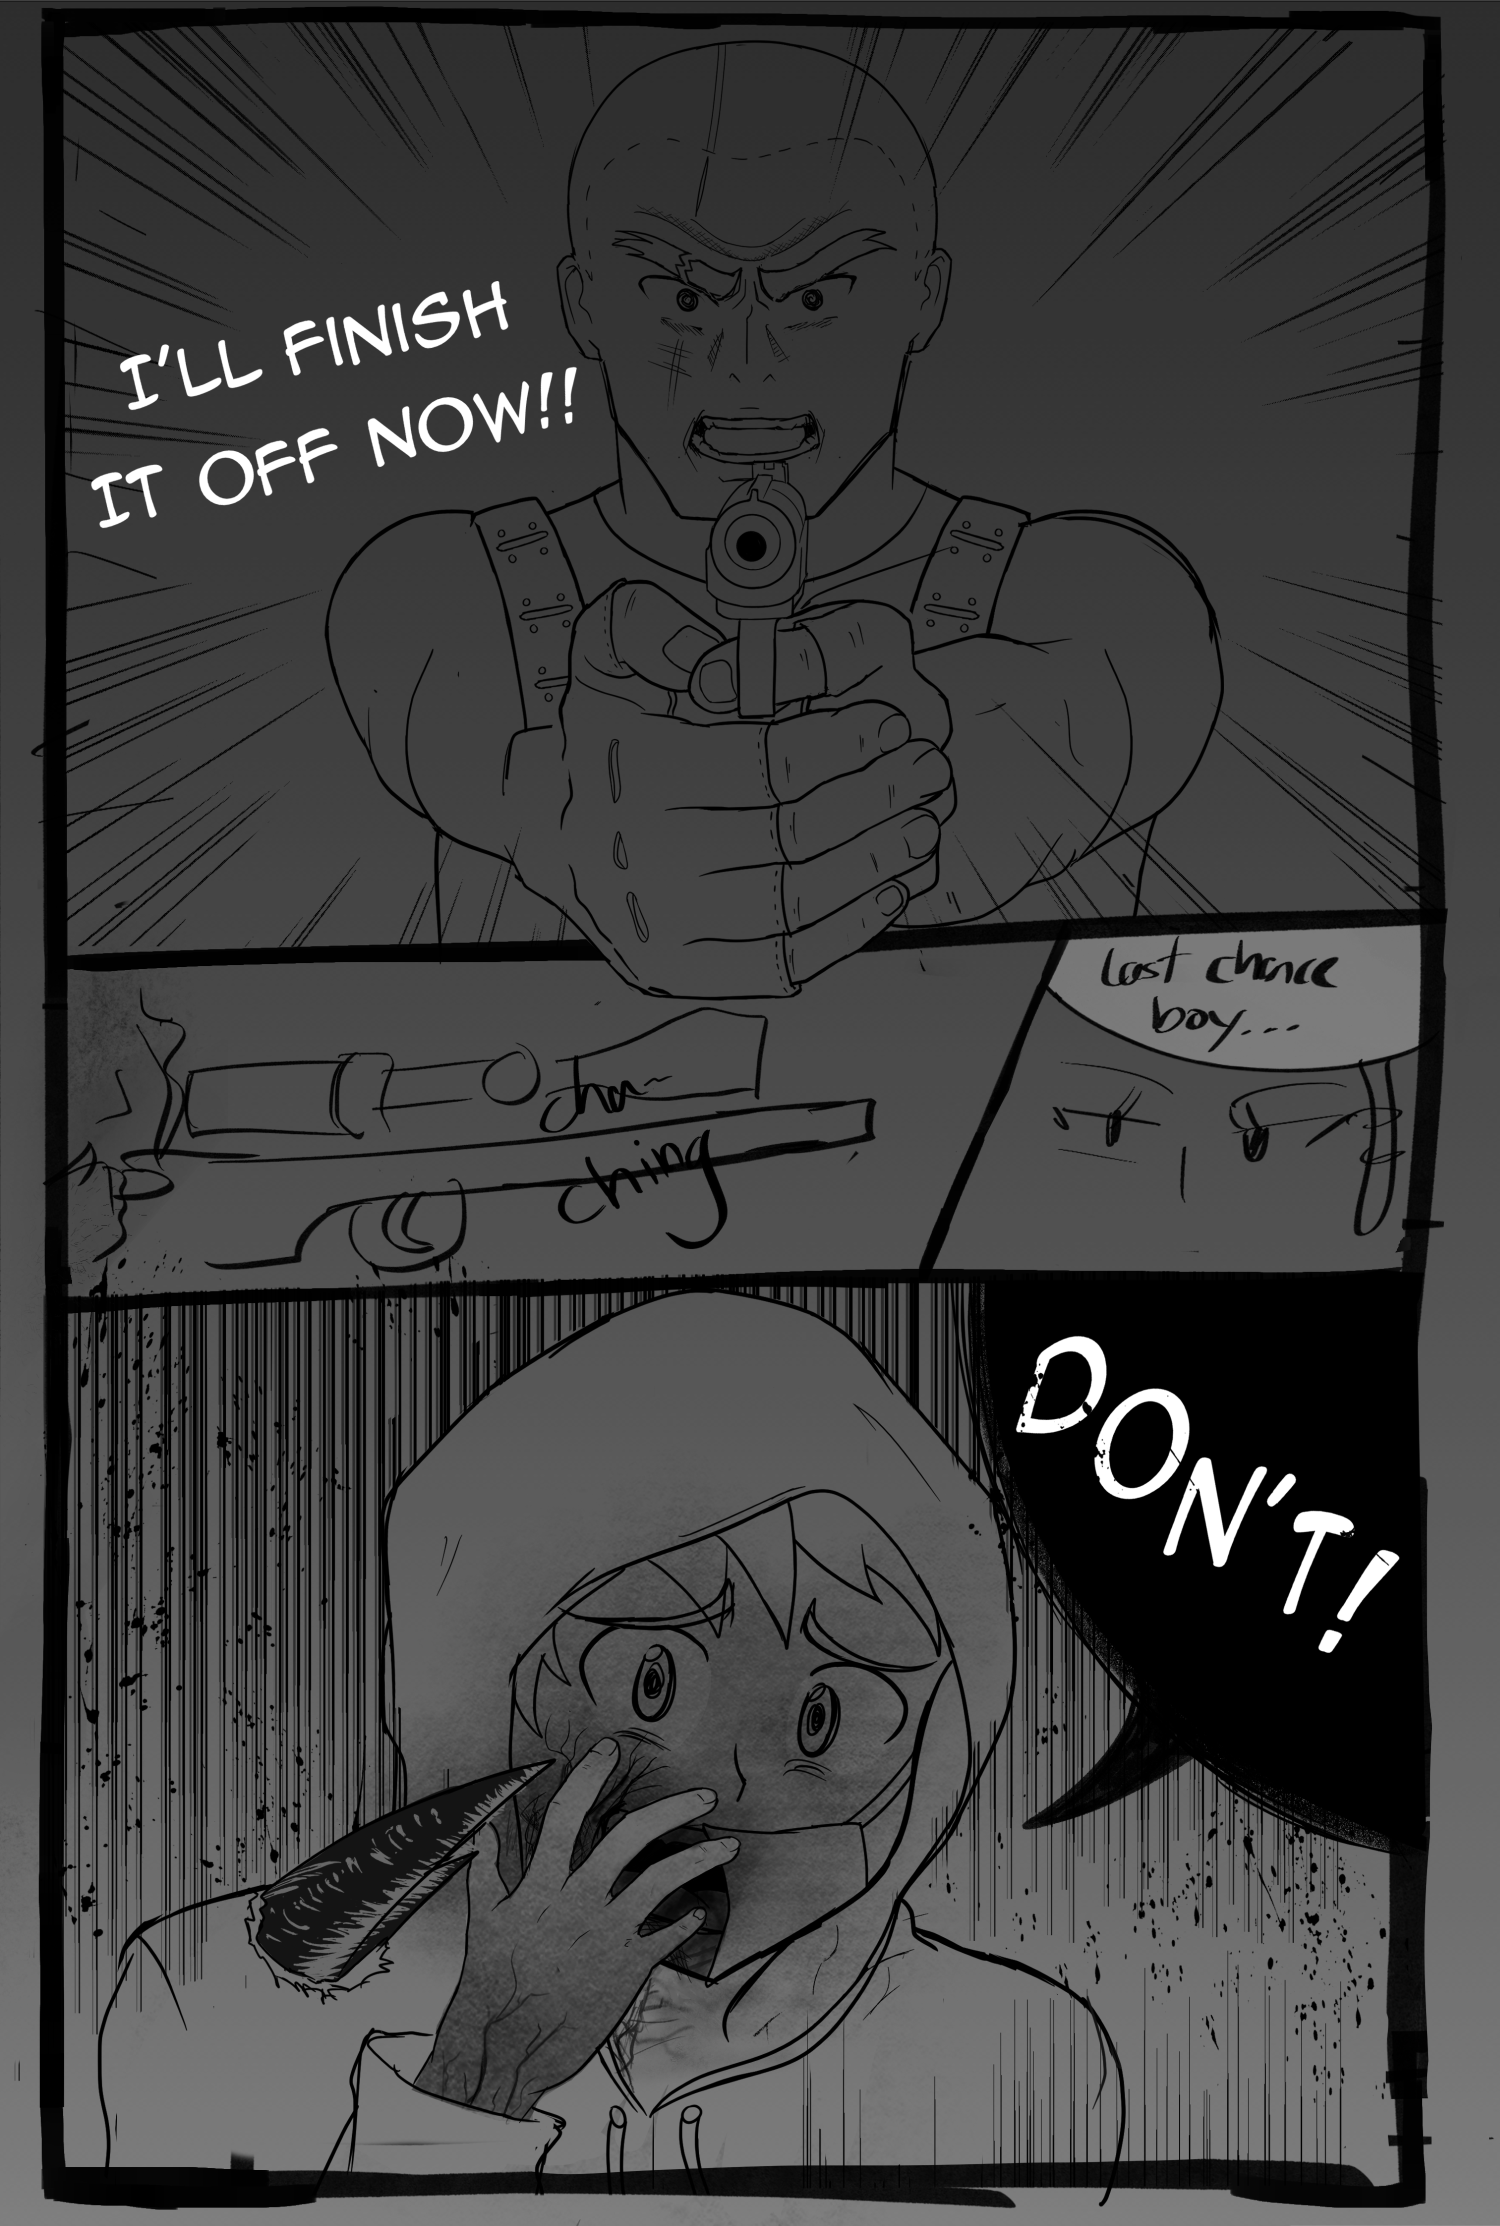 I'LL FINISH
IT OFF NOW!!
last chance
boy...
cha-
ching
DON'T!